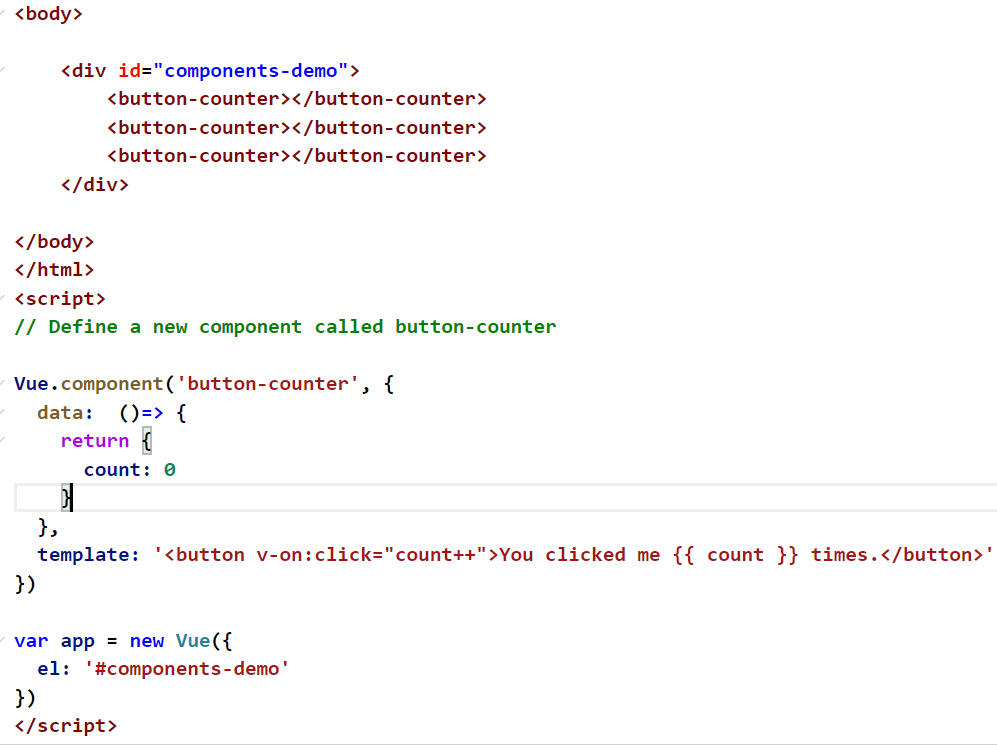 <body>
<div id="components-demo">
<button-counter></button-counter>
<button-counter></button-counter>
<button-counter></button-counter>
</div>
</body>
</html>
<script>
// Define a new component called button-counter
Vue.component('button-counter', {
data:  ()=> {
return {
count: 0
}
},
template: '<button v-on:click="count++">You clicked me {{ count }} times.</button>'
})
var app = new Vue({
el: '#components-demo'
})
</script>